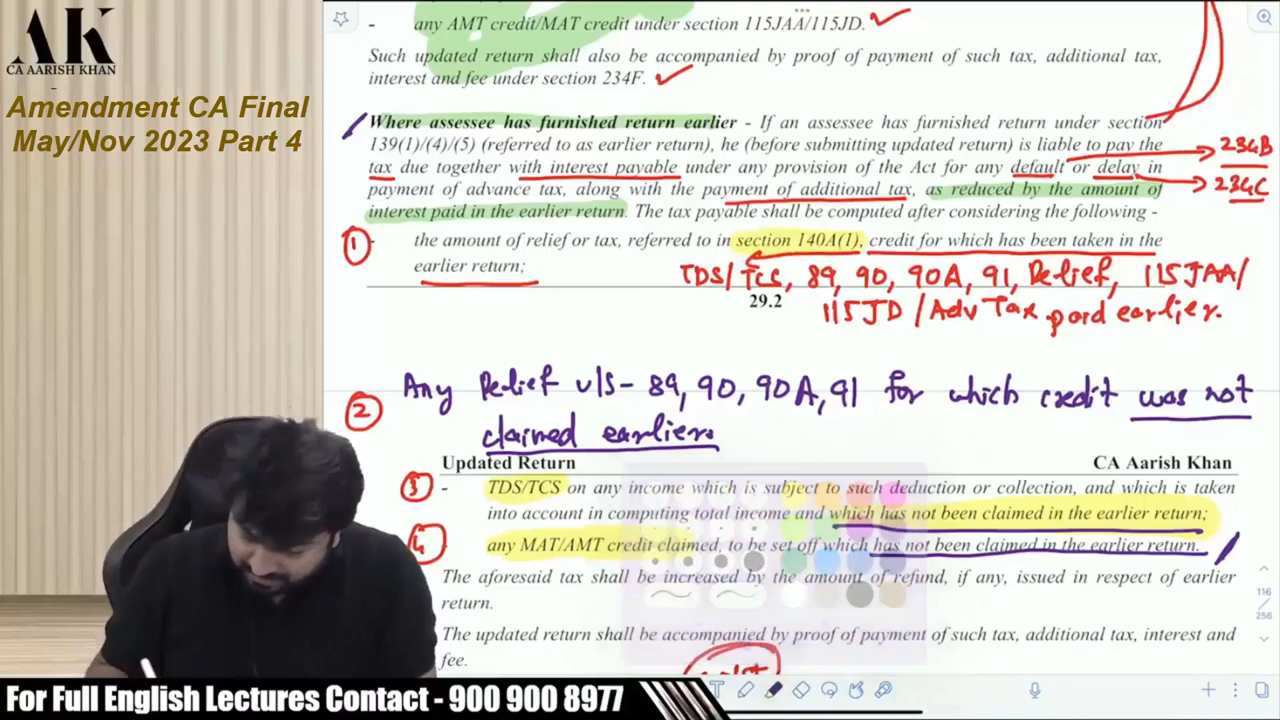 AK
CA AARISH KHAN
Amendment CA Final
May/Nov 2023 Part 4
- any AMT credit/MAT credit under section 115JAA/115JD.
Such updated return shall also be accompanied by proof of payment of such tax, additional tax,
interest and fee under section 234F.
Where assessee has furnished return earlier - If an assessee has furnished return under section
139(1)/(4)/(5) (referred to as earlier return), he (before submitting updated return) is liable to pay the
234B
tax due together with interest payable under any provision of the Act for any default or delay in
234C
payment of advance tax, along with the payment of additional tax, as reduced by the amount of
interest paid in the earlier return. The tax payable shall be computed after considering the following -
1 - the amount of relief or tax, referred to in section 140A(1), credit for which has been taken in the
earlier return;
TDS/TCS, 89, 90, 90A, 91, Relief, 115JAA/
29.2
115JD/Adv Tax paid earlier.
2 Any Relief u/s- 89, 90, 90A, 91 for which credit was not
claimed earlier.
Updated Return CA Aarish Khan
3 - TDS/TCS on any income which is subject to such deduction or collection, and which is taken
into account in computing total income and which has not been claimed in the earlier return;
4 any MAT/AMT credit claimed, to be set off which has not been claimed in the earlier return.
The aforesaid tax shall be increased by the amount of refund, if any, issued in respect of earlier
return.
The updated return shall be accompanied by proof of payment of such tax, additional tax, interest and
fee.
116
/
256
For Full English Lectures Contact - 900 900 8977